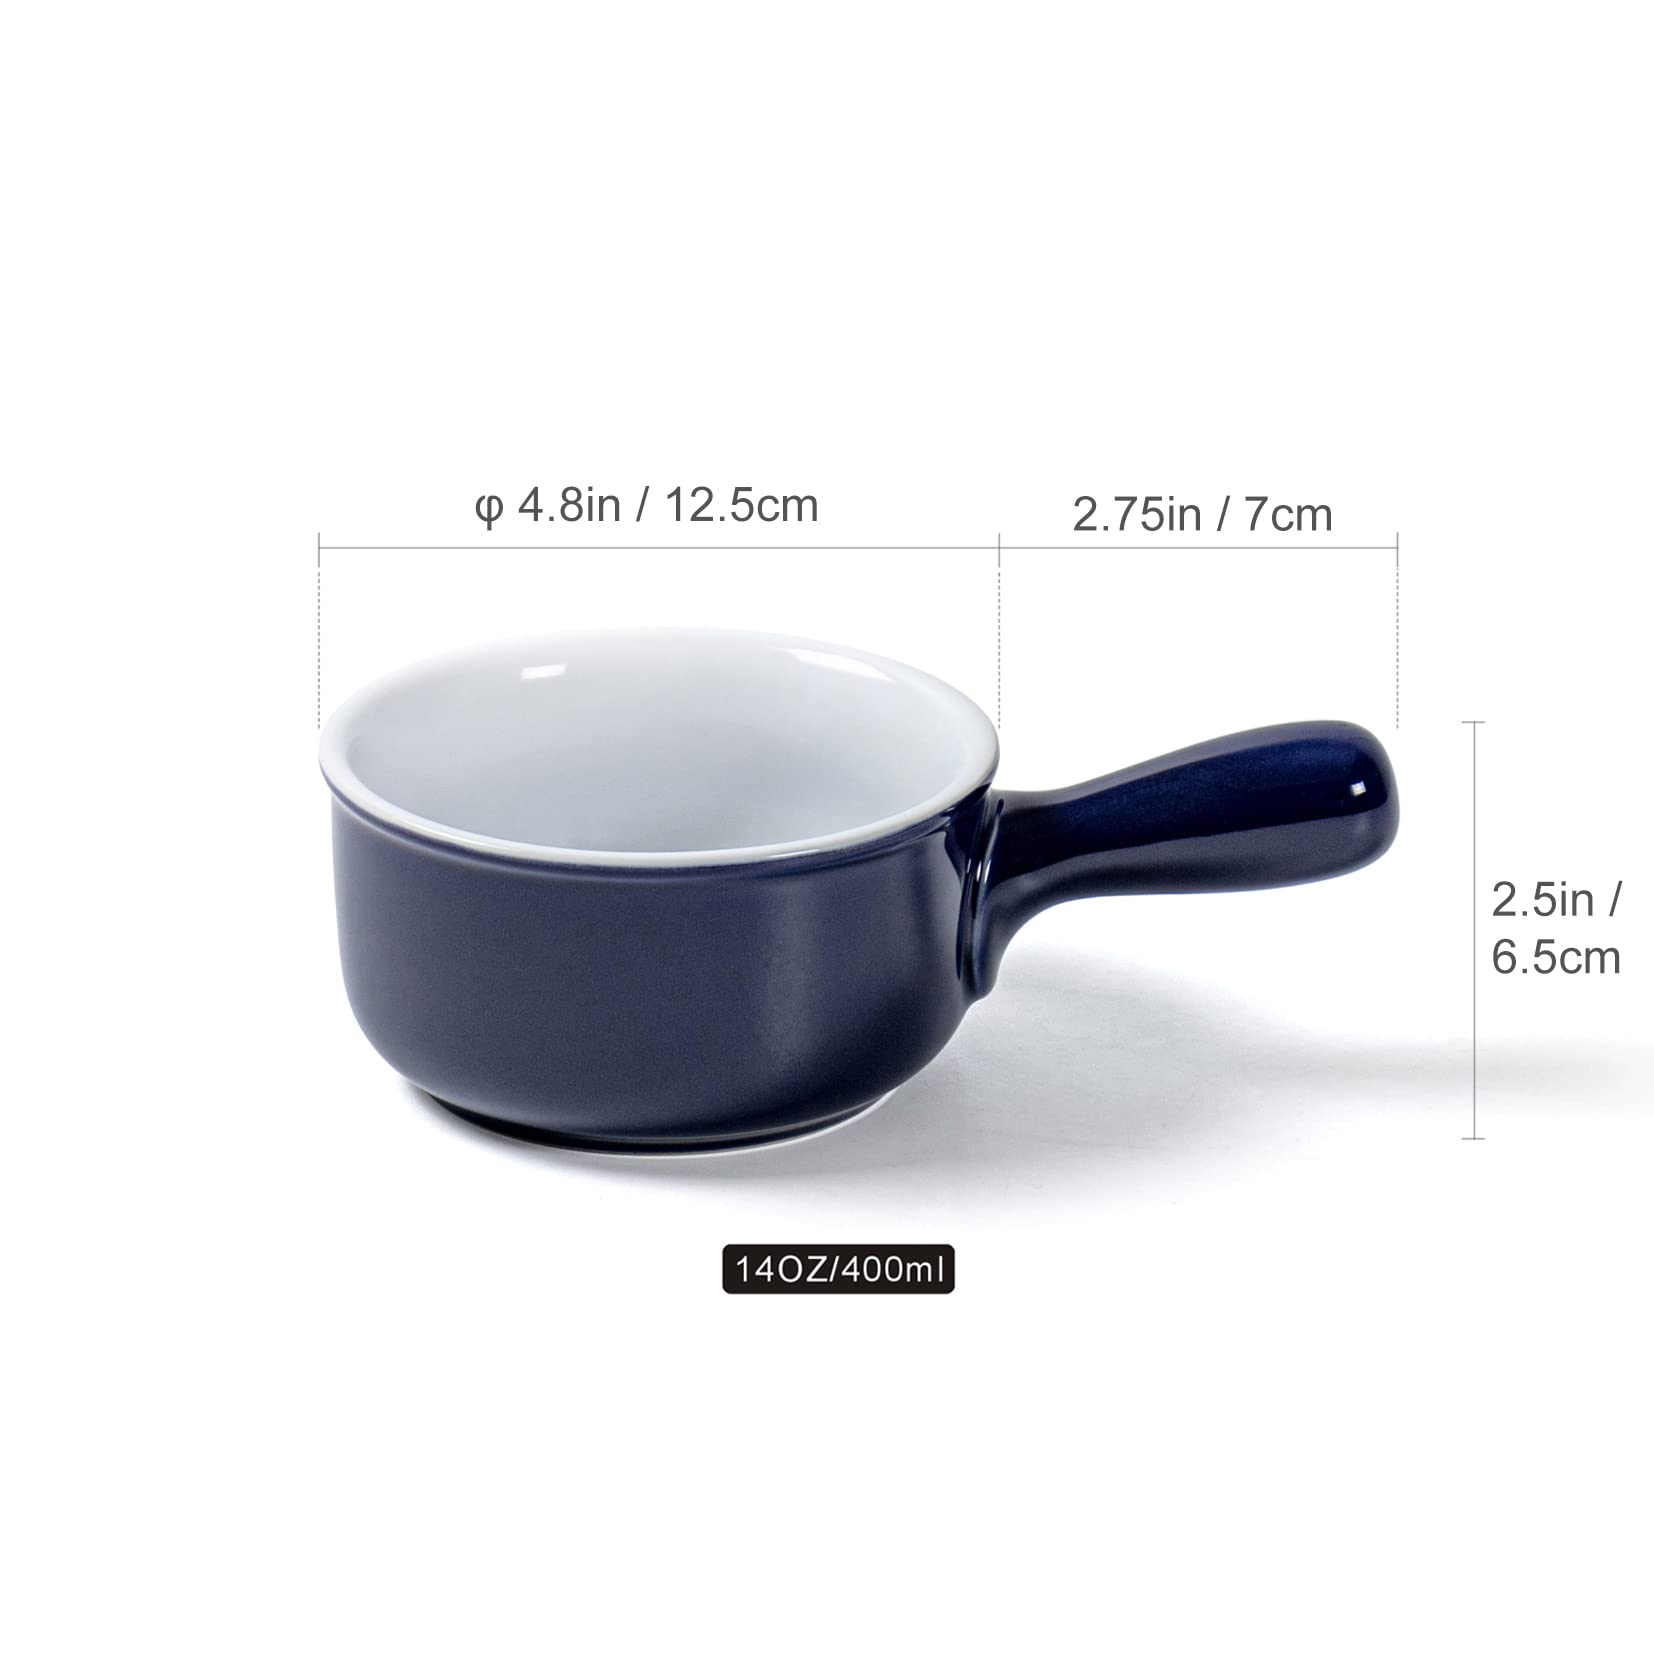 φ 4.8in / 12.5cm
2.75in / 7cm
2.5in /
6.5cm
14OZ/400ml